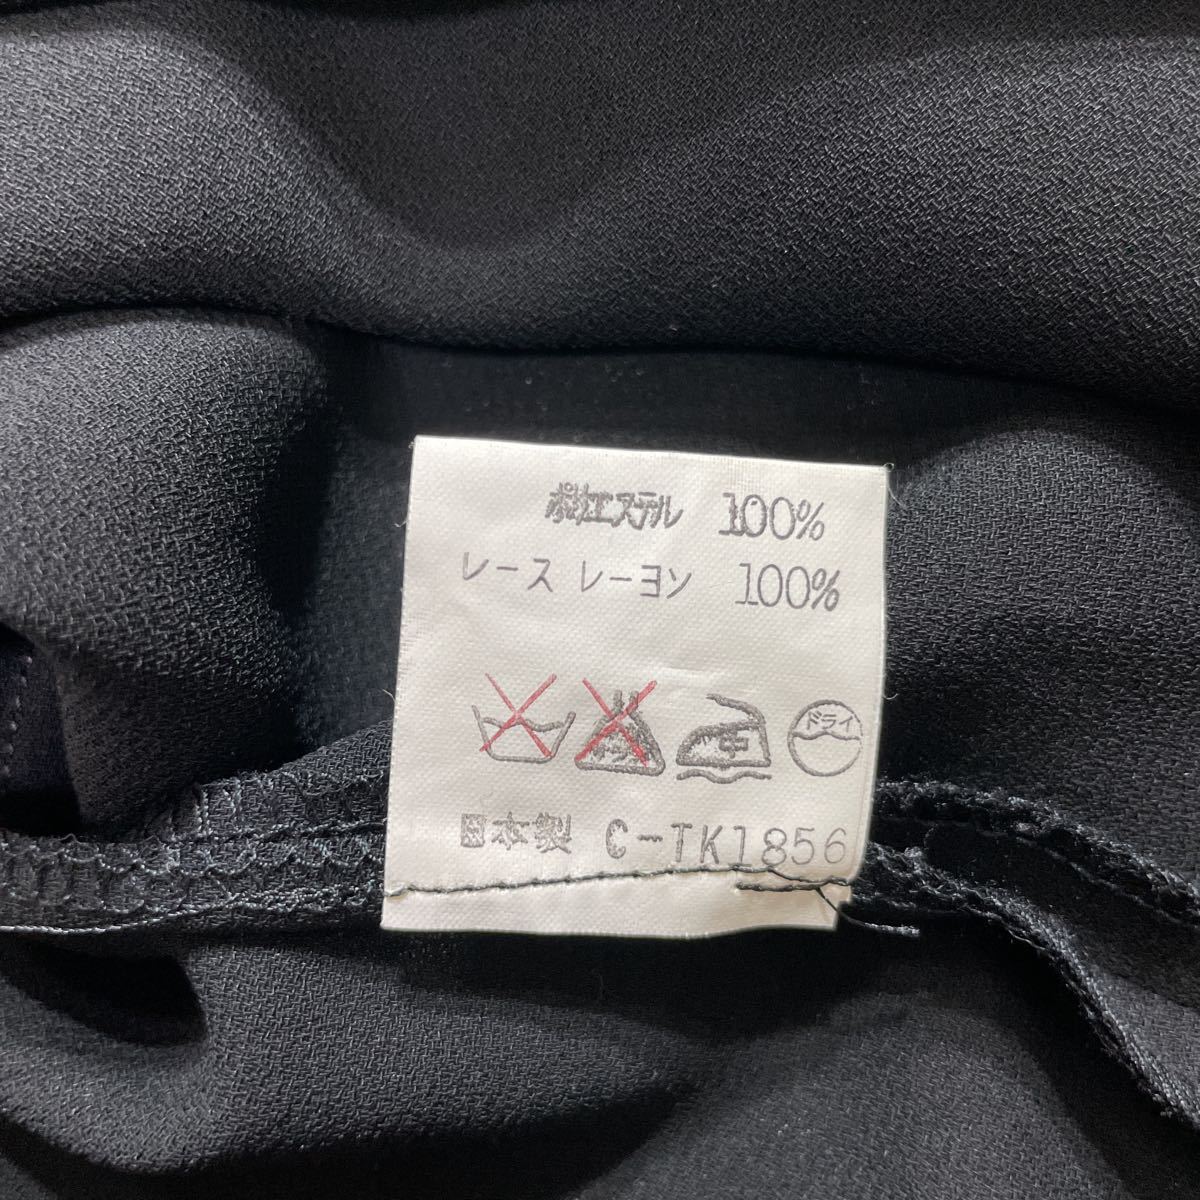 ポリエステル 100%
レース レーヨン 100%
中 ドライ
日本製 C-TK1856